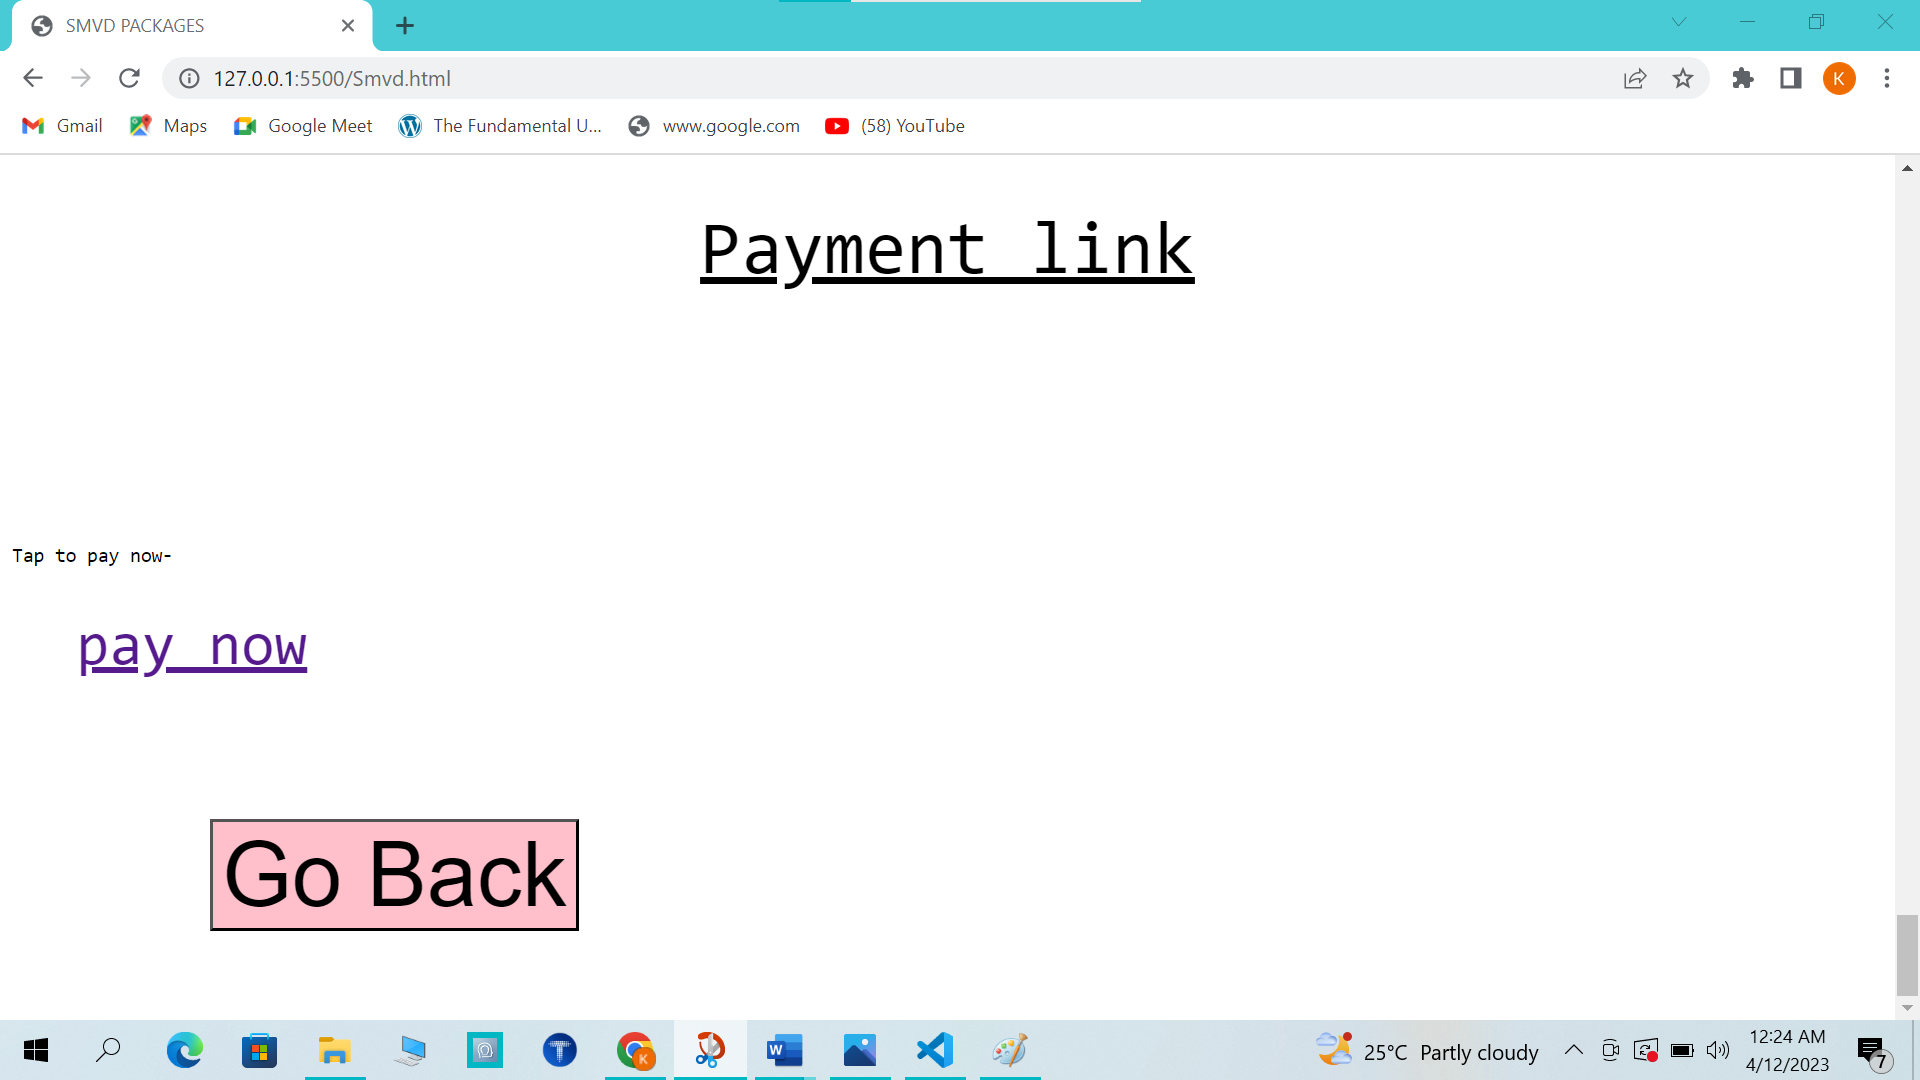 SMVD PACKAGES
127.0.0.1:5500/Smvd.html
K
Gmail
Maps
Google Meet
The Fundamental U...
www.google.com
(58) YouTube
Payment link
Tap to pay now-
pay now
Go Back
K
25°C Partly cloudy
12:24 AM
4/12/2023
7